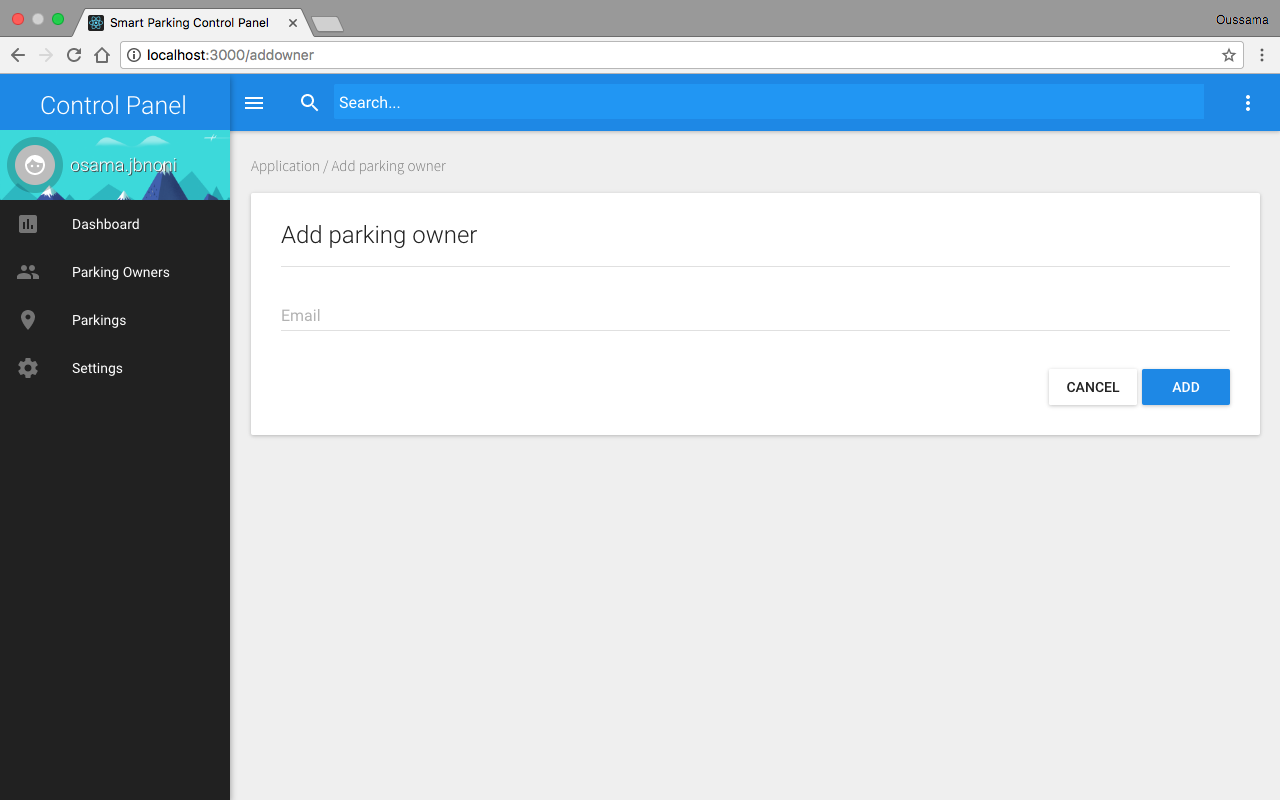 Smart Parking Control Panel
Oussama
localhost:3000/addowner
Control Panel
Search...
osama.jbnoni
Application / Add parking owner
Dashboard
Add parking owner
Parking Owners
Email
Parkings
Settings
CANCEL
ADD